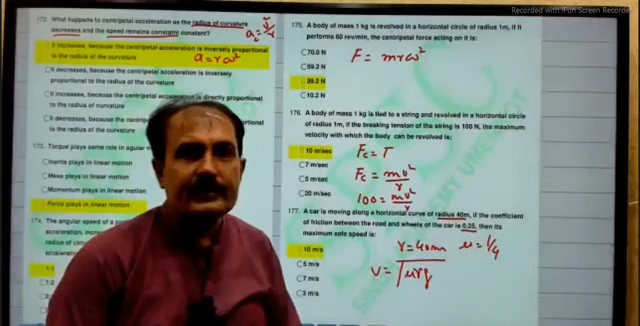 Recorded with iFun Screen Recorder
172. What happens to centripetal acceleration as the radius of curvature
decreases and the speed remains constant constant?
a = v²/r
It increases, because the centripetal acceleration is inversely proportional
to the radius of the curvature
a = rω²
It decreases, because the centripetal acceleration is inversely
proportional to the radius of the curvature
It increases, because the centripetal acceleration is directly proportional
to the radius of the curvature
It decreases, because the
Torque plays same role in
Inertia plays in linear motion
Mass plays in linear motion
Momentum plays in linear motion
Force plays in linear motion
174. The angular speed of a
acceleration,
radius of
acceleration
1:1
175. A body of mass 1 kg is revolved in a horizontal circle of radius 1m, if it
performs 60 rev/min, the centripetal force acting on it is:
70.0 N
F = mrω²
59.2 N
39.2 N
10.2 N
176. A body of mass 1 kg is tied to a string and revolved in a horizontal circle
of radius 1m, if the breaking tension of the string is 100 N, the maximum
velocity with which the body can be revolved is:
10 m/sec
Fc = T
7 m/sec
5 m/sec
Fc = mv²/r
20 m/sec
100 = mv²/r
177. A car is moving along a horizontal curve of radius 40m, if the coefficient
of friction between the road and wheels of the car is 0.25, then its
maximum safe speed is:
10 m/s
r = 40m μ = 1/4
5 m/s
7 m/s
V = √μrg
3 m/s